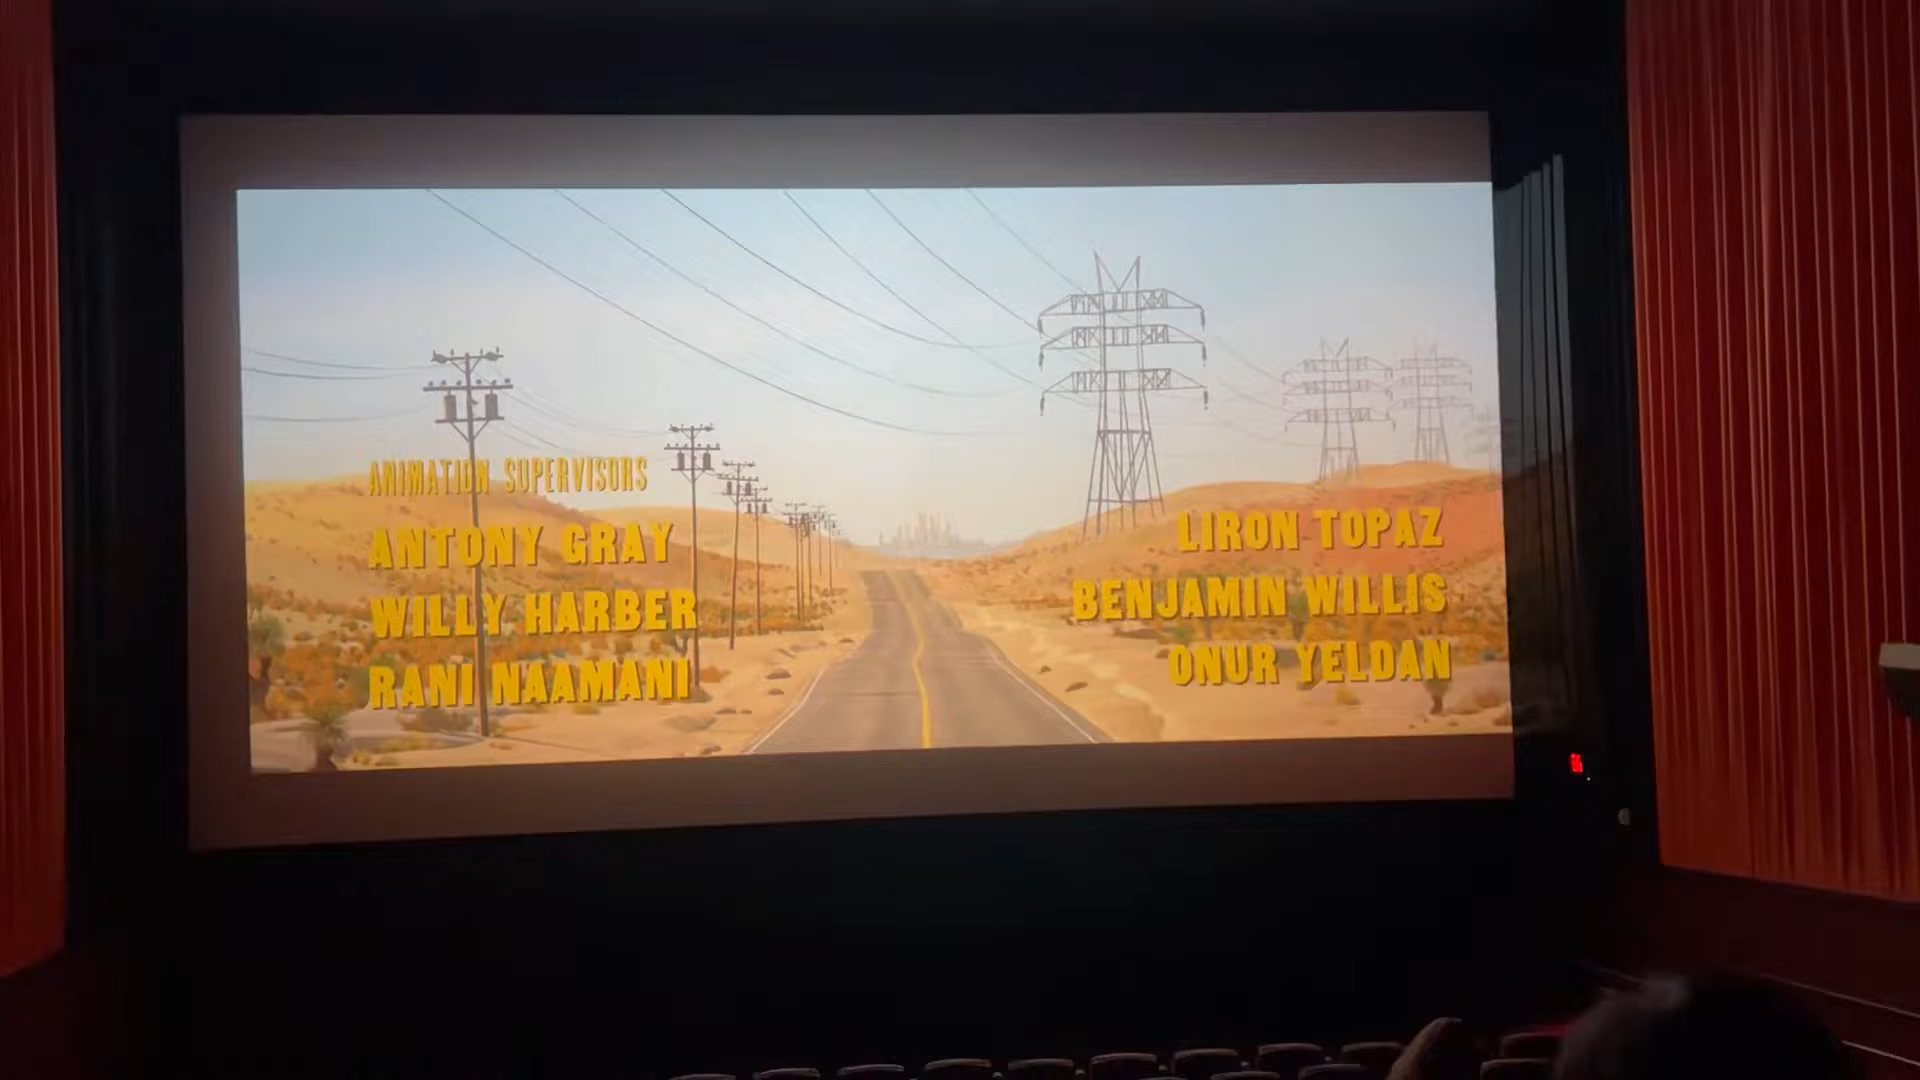 ANIMATION SUPERVISORS
ANTONY GRAY
WILLY HARBER
RANI NAAMANI
LIRON TOPAZ
BENJAMIN WILLIS
ONUR YELDAN